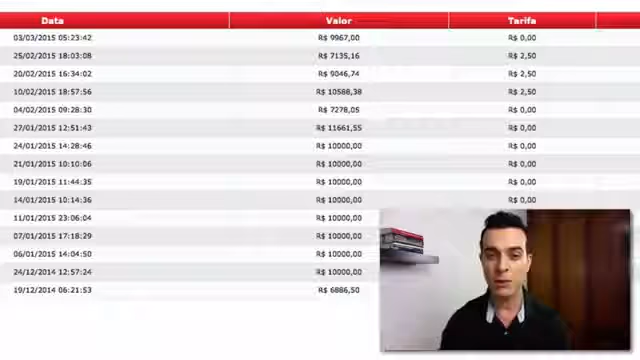 Data Valor Tarifa
03/03/2015 05:23:42 R$ 9967,00 R$ 0,00
25/02/2015 18:03:08 R$ 7135,16 R$ 2,50
20/02/2015 16:34:02 R$ 9046,74 R$ 2,50
10/02/2015 18:57:56 R$ 10588,38 R$ 2,50
04/02/2015 09:28:30 R$ 7278,05 R$ 0,00
27/01/2015 12:51:43 R$ 11661,55 R$ 0,00
24/01/2015 14:28:46 R$ 10000,00 R$ 0,00
21/01/2015 10:10:06 R$ 10000,00 R$ 0,00
19/01/2015 11:44:35 R$ 10000,00 R$ 0,00
14/01/2015 10:14:36 R$ 10000,00 R$ 0,00
11/01/2015 23:06:04 R$ 10000,00
07/01/2015 17:18:29 R$ 10000,00
06/01/2015 14:04:50 R$ 10000,00
24/12/2014 12:57:24 R$ 10000,00
19/12/2014 06:21:53 R$ 6886,50